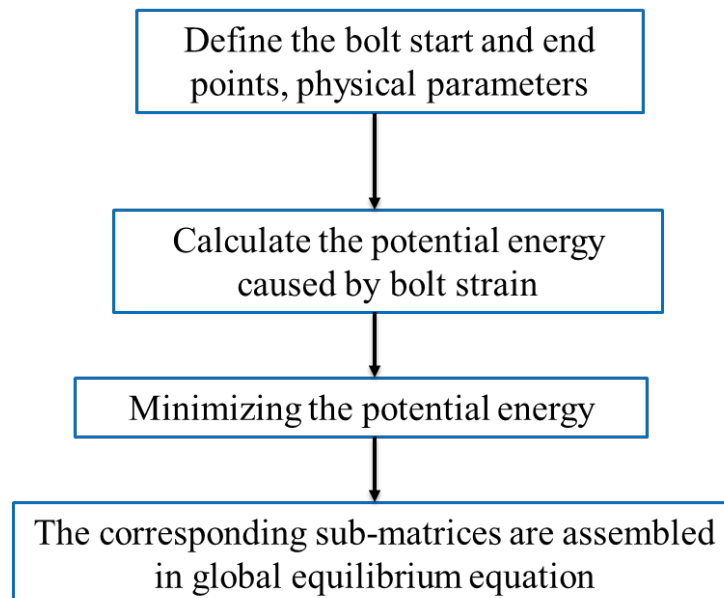 Define the bolt start and end
points, physical parameters
Calculate the potential energy
caused by bolt strain
Minimizing the potential energy
The corresponding sub-matrices are assembled
in global equilibrium equation